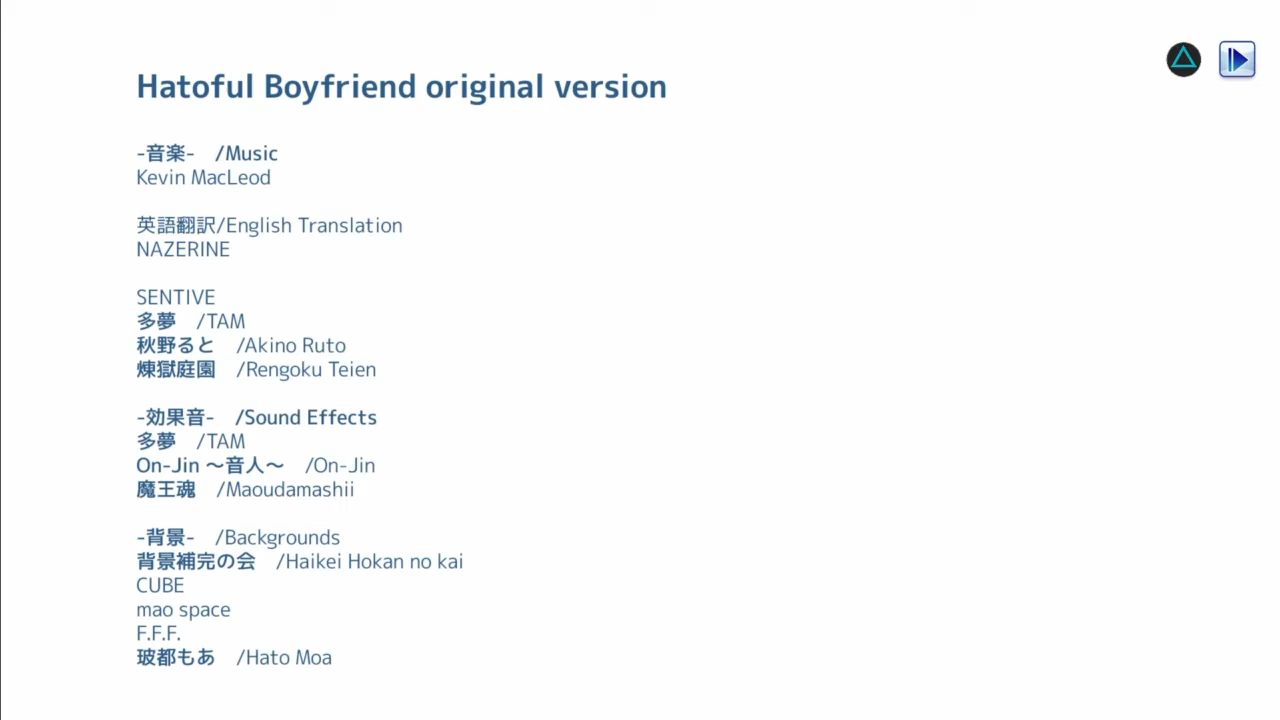 Hatoful Boyfriend original version
-音楽-　/Music
Kevin MacLeod
英語翻訳/English Translation
NAZERINE
SENTIVE
多夢　/TAM
秋野ると　/Akino Ruto
煉獄庭園　/Rengoku Teien
-効果音-　/Sound Effects
多夢　/TAM
On-Jin ～音人～　/On-Jin
魔王魂　/Maoudamashii
-背景-　/Backgrounds
背景補完の会　/Haikei Hokan no kai
CUBE
mao space
F.F.F.
玻都もあ　/Hato Moa